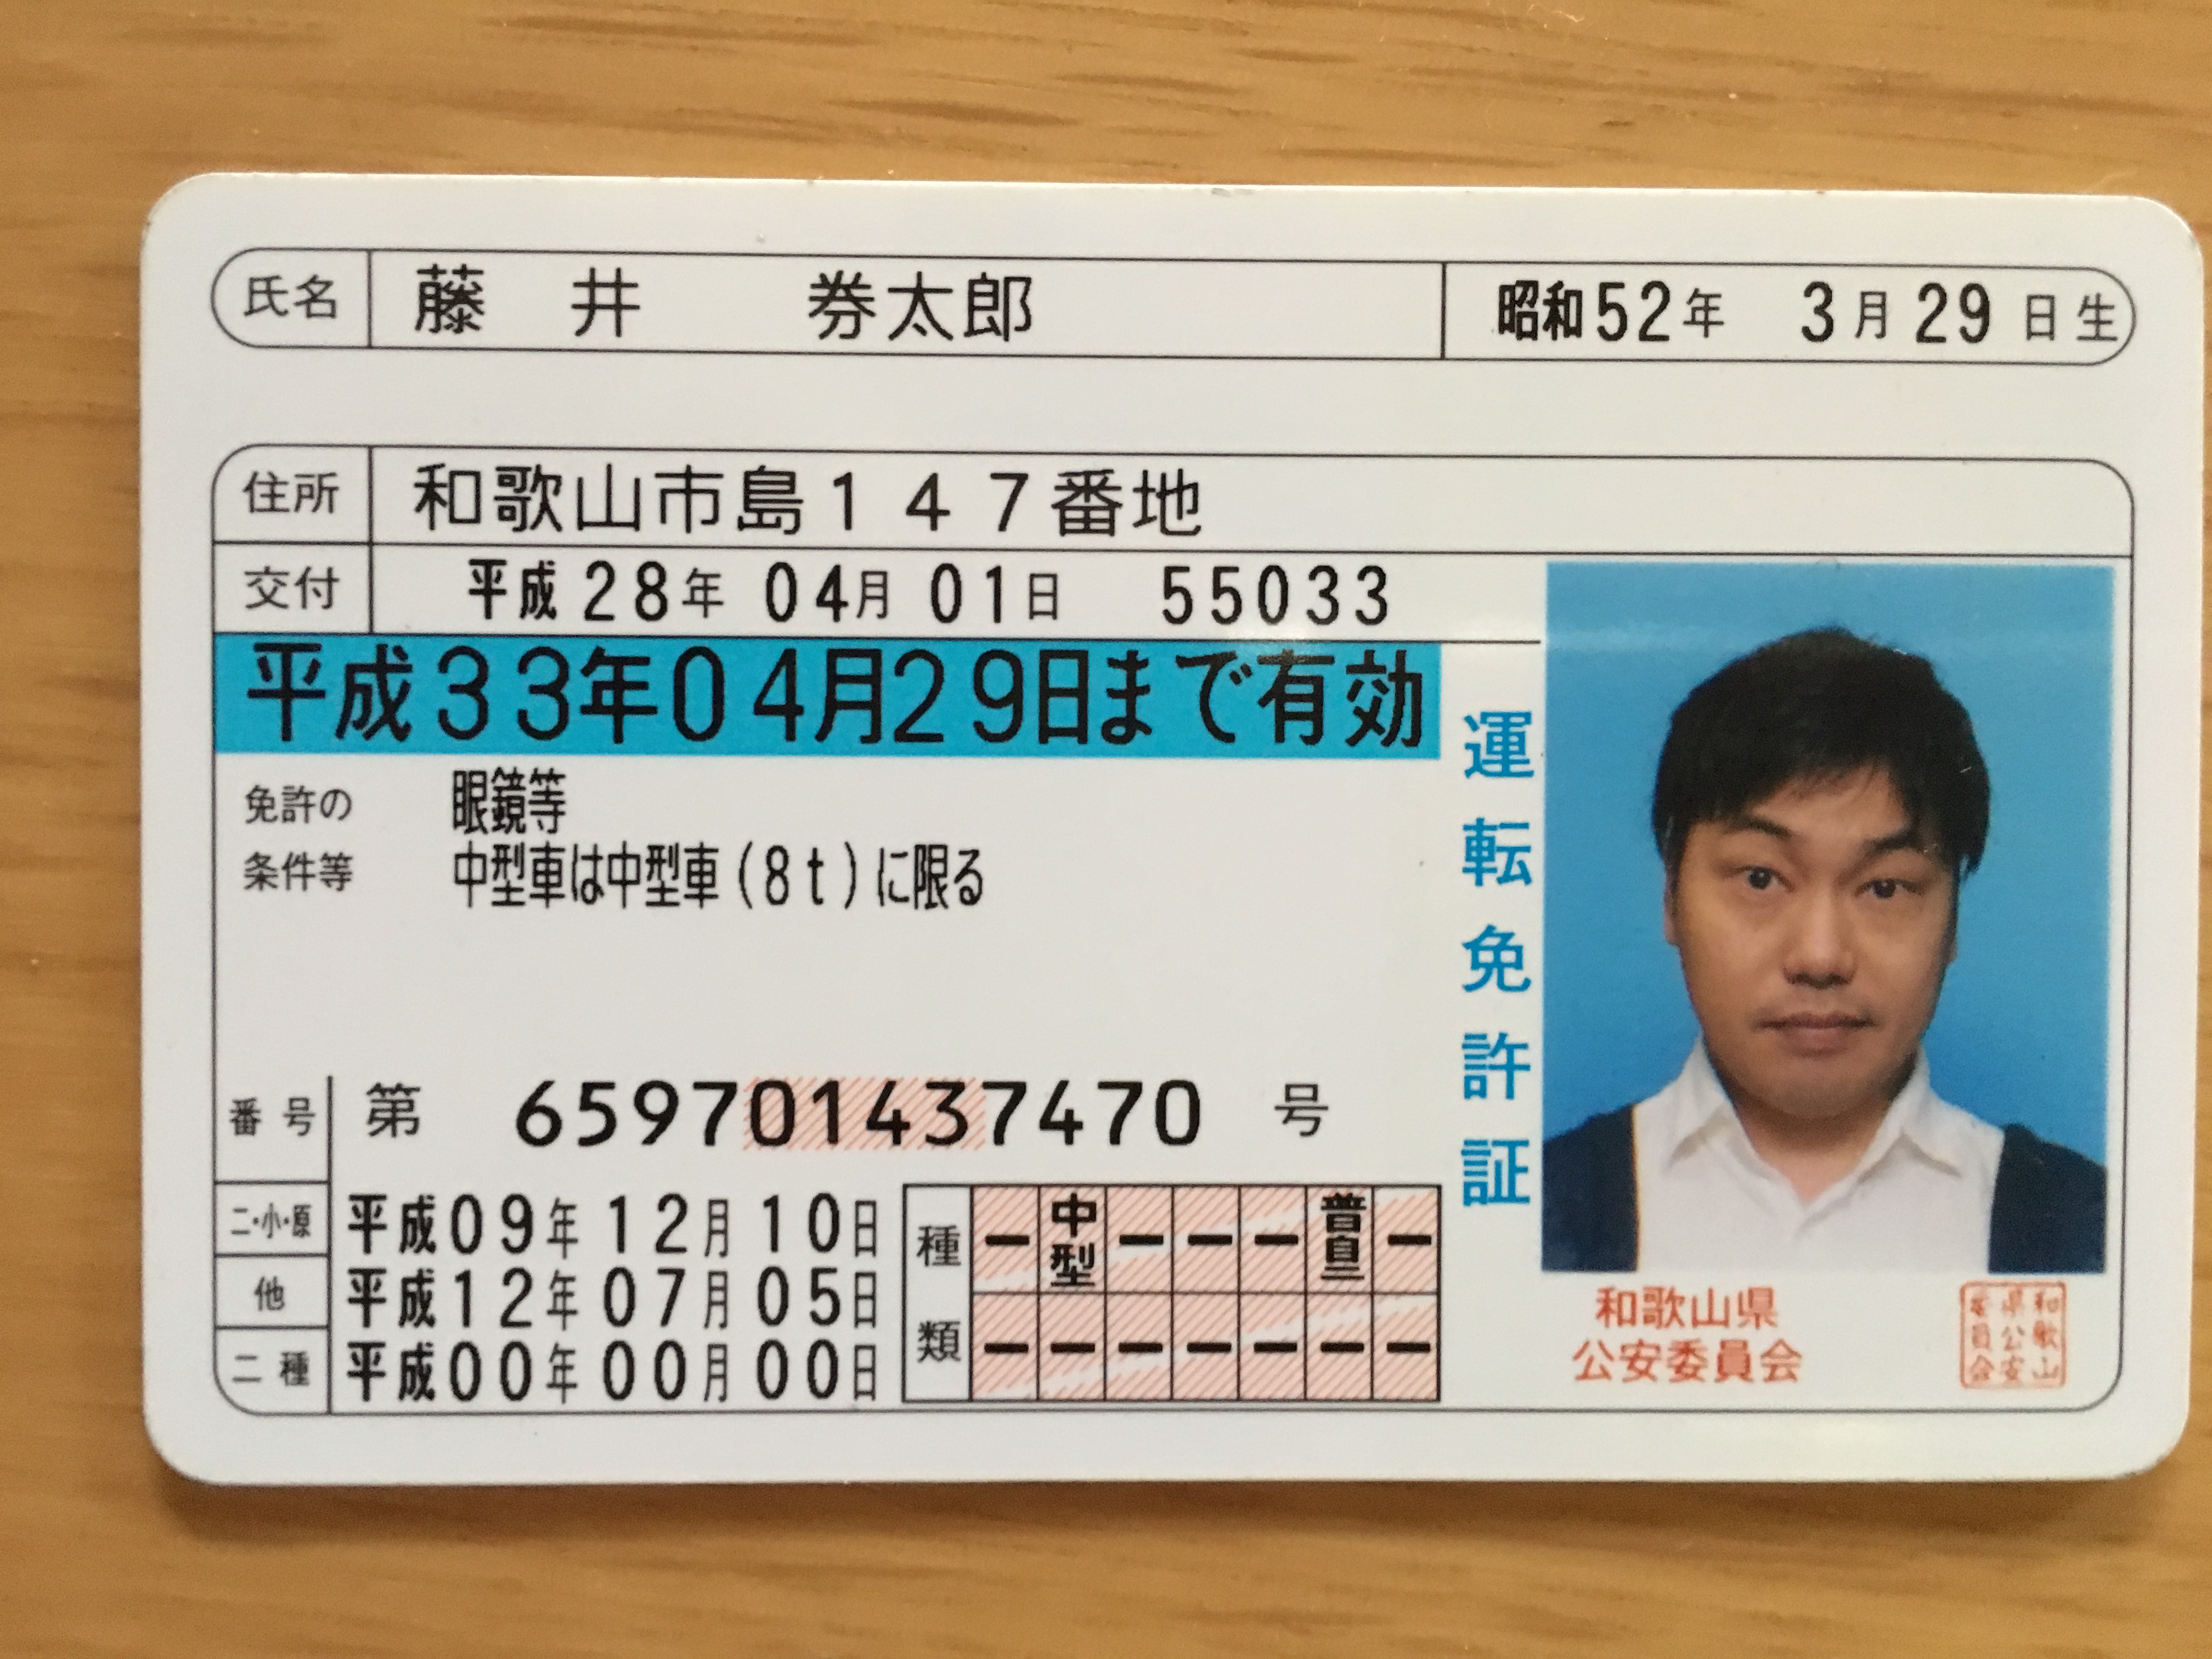 氏名 藤井 券太郎 昭和52年 3月29日生
住所 和歌山市島147番地
交付 平成28年04月01日 55033
平成33年04月29日まで有効
免許の 眼鏡等
条件等 中型車は中型車(8t)に限る
運転免許証
番号 第 659701437470 号
二・小・原 平成09年12月10日
他 平成12年07月05日
二種 平成00年00月00日
種類 ー 中型 ー ー ー 普自二 ー
ー ー ー ー ー ー ー
和歌山県
公安委員会
和歌山県公安委員会